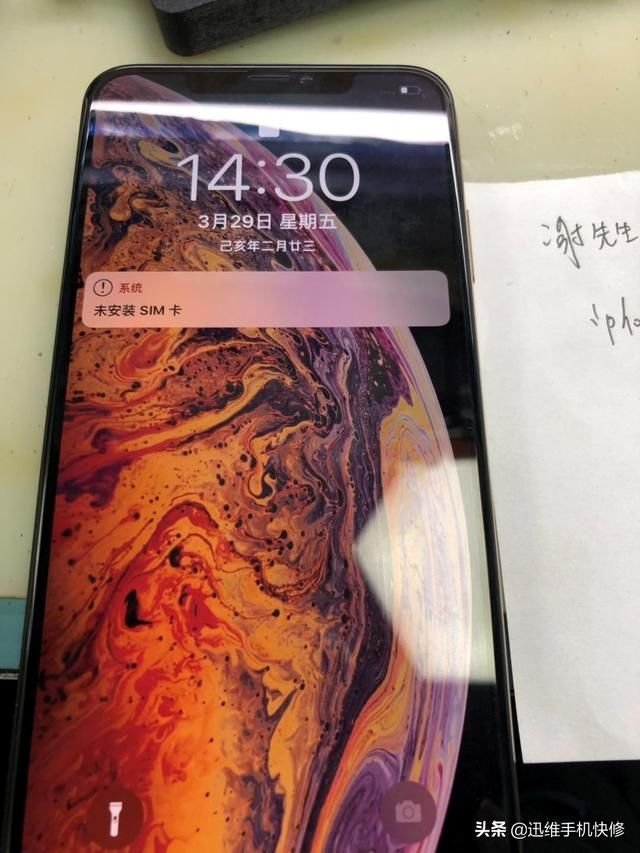 14:30
3月29日 星期五
己亥年二月廿三
系统
未安装 SIM 卡
谢先生
ipho
头条 @迅维手机快修